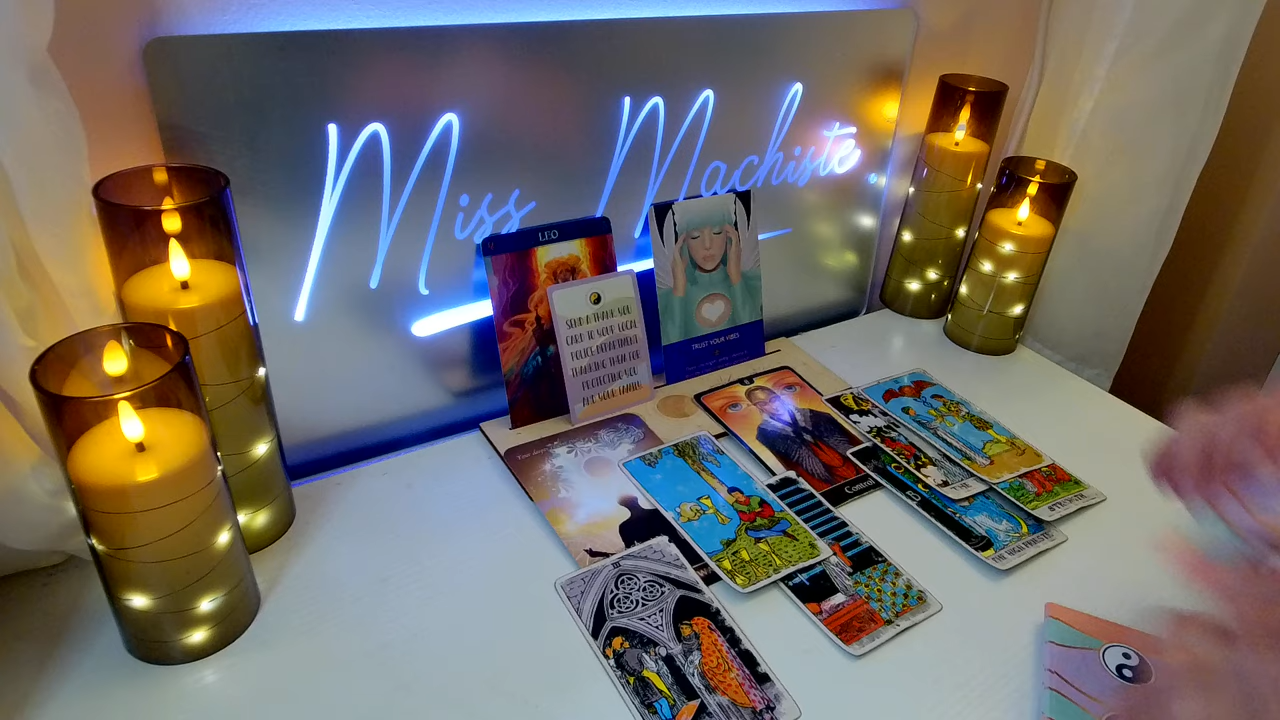 Miss Machiste.
LEO
SEND A THANK YOU
CARD TO YOUR LOCAL
POLICE DEPARTMENT
THANKING THEM FOR
PROTECTING YOU
AND YOUR FAMILY.
TRUST YOUR VIBES
Control
STRENGTH
THE HIGH PRIESTESS
B
III